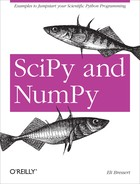 Examples to Jumpstart your Scientific Python Programming
SciPy and
NumPy
O'REILLY®
Eli Bressert